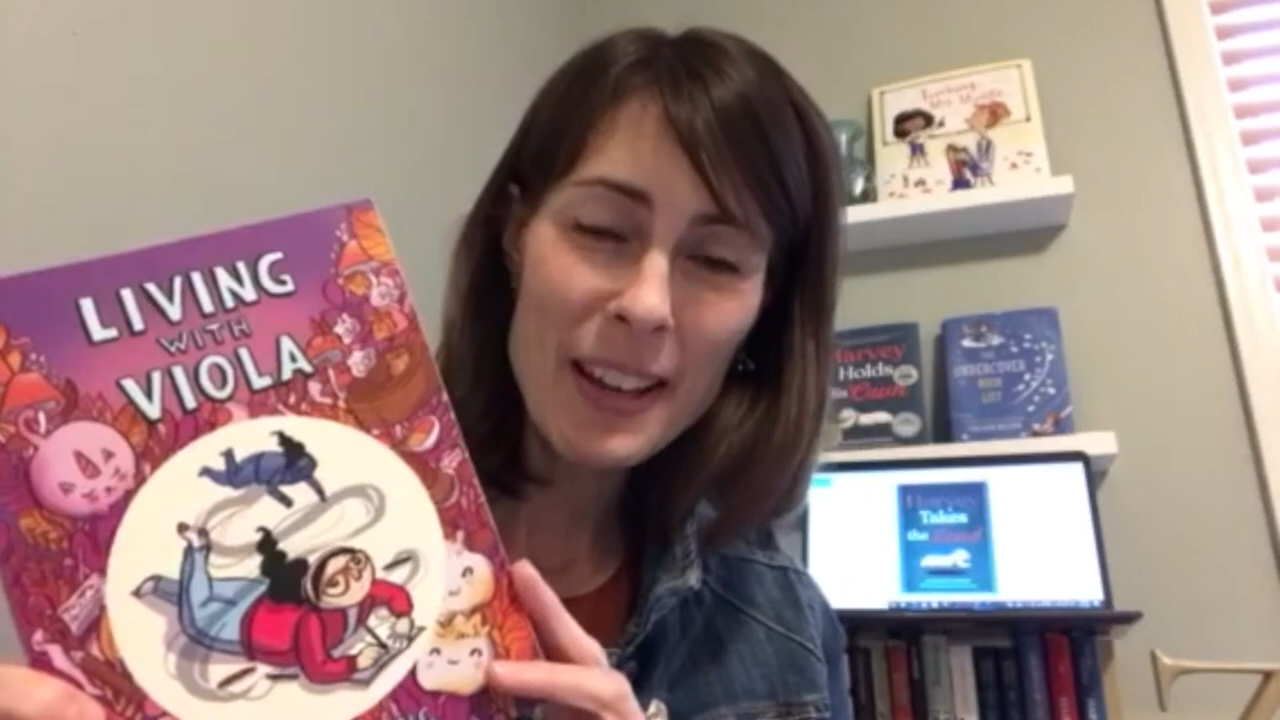 LIVING
WITH
VIOLA
Harvey
Holds
His Own
THE
UNDERCOVER
BOOK
LIST
Harvey
Takes
the Lead